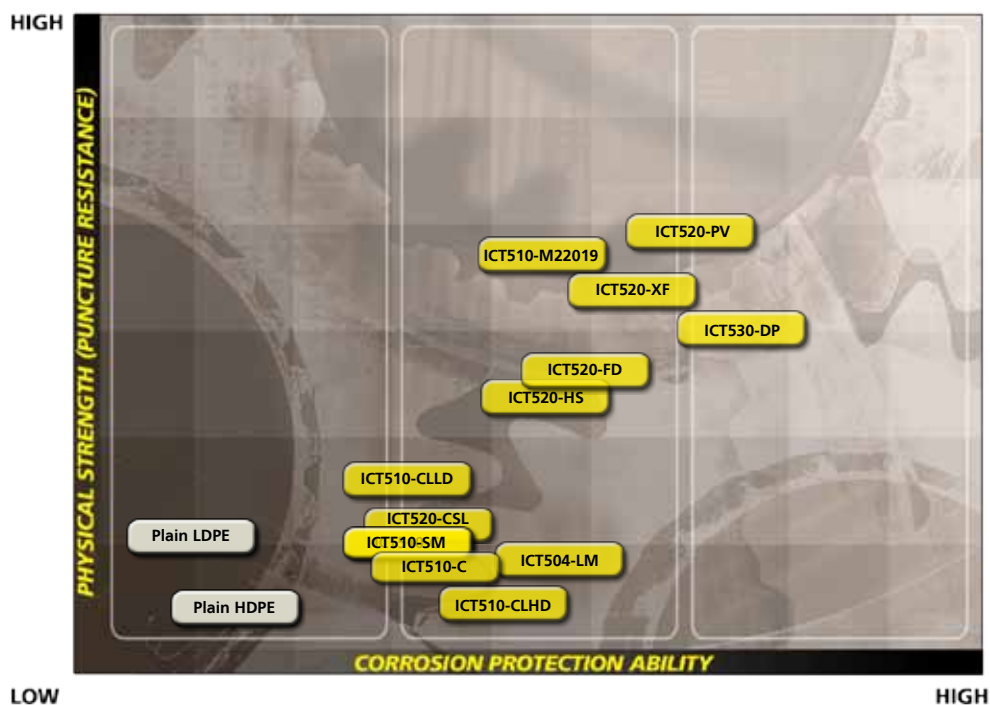 HIGH
PHYSICAL STRENGTH (PUNCTURE RESISTANCE)
ICT520-PV
ICT510-M22019
ICT520-XF
ICT530-DP
ICT520-FD
ICT520-HS
ICT510-CLLD
ICT520-CSL
Plain LDPE
ICT510-SM
ICT504-LM
ICT510-C
ICT510-CLHD
Plain HDPE
CORROSION PROTECTION ABILITY
LOW
HIGH